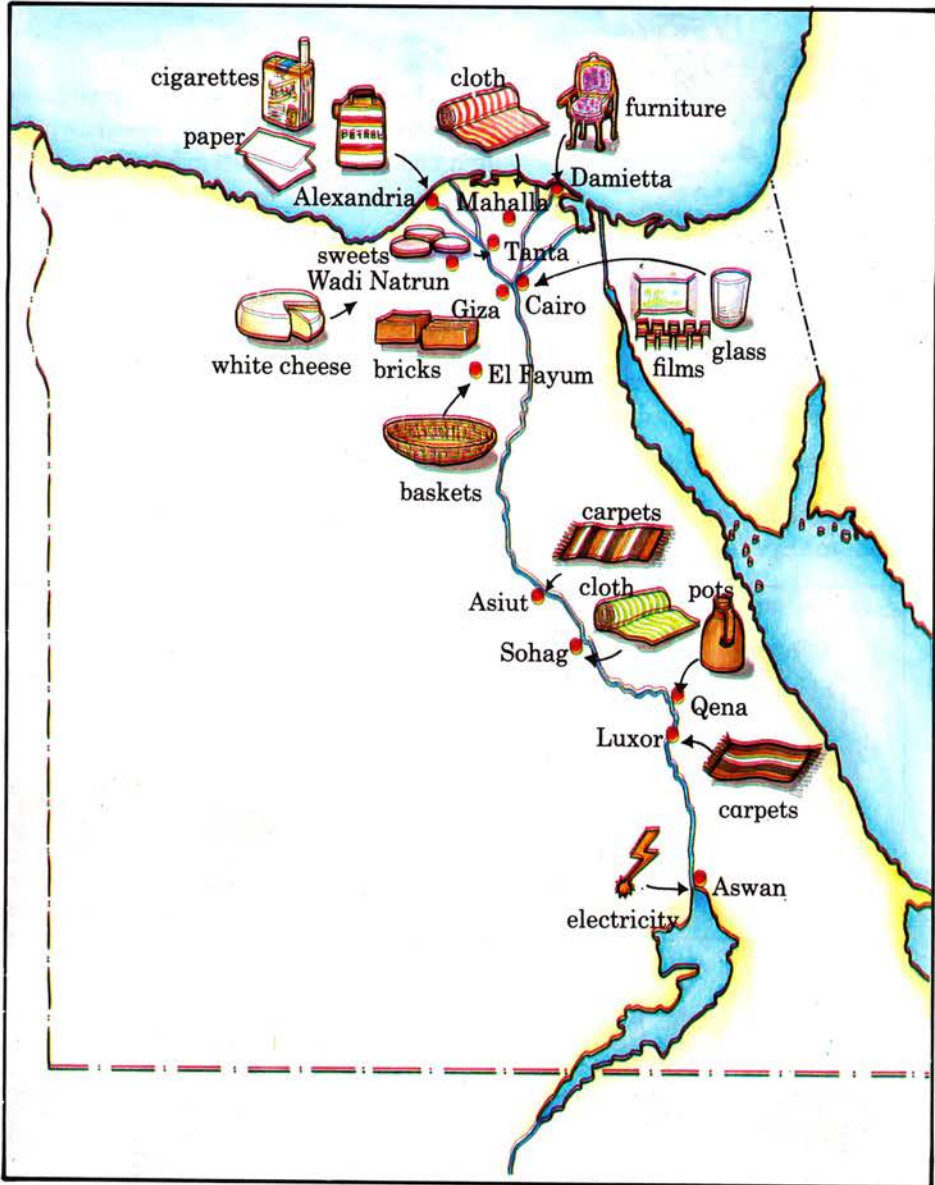 cigarettes
cloth
furniture
paper
PETROL
Alexandria
Mahalla
Damietta
sweets
Tanta
Wadi Natrun
Giza
Cairo
white cheese
bricks
films
glass
El Fayum
baskets
carpets
Asiut
cloth
pots
Sohag
Qena
Luxor
carpets
Aswan
electricity